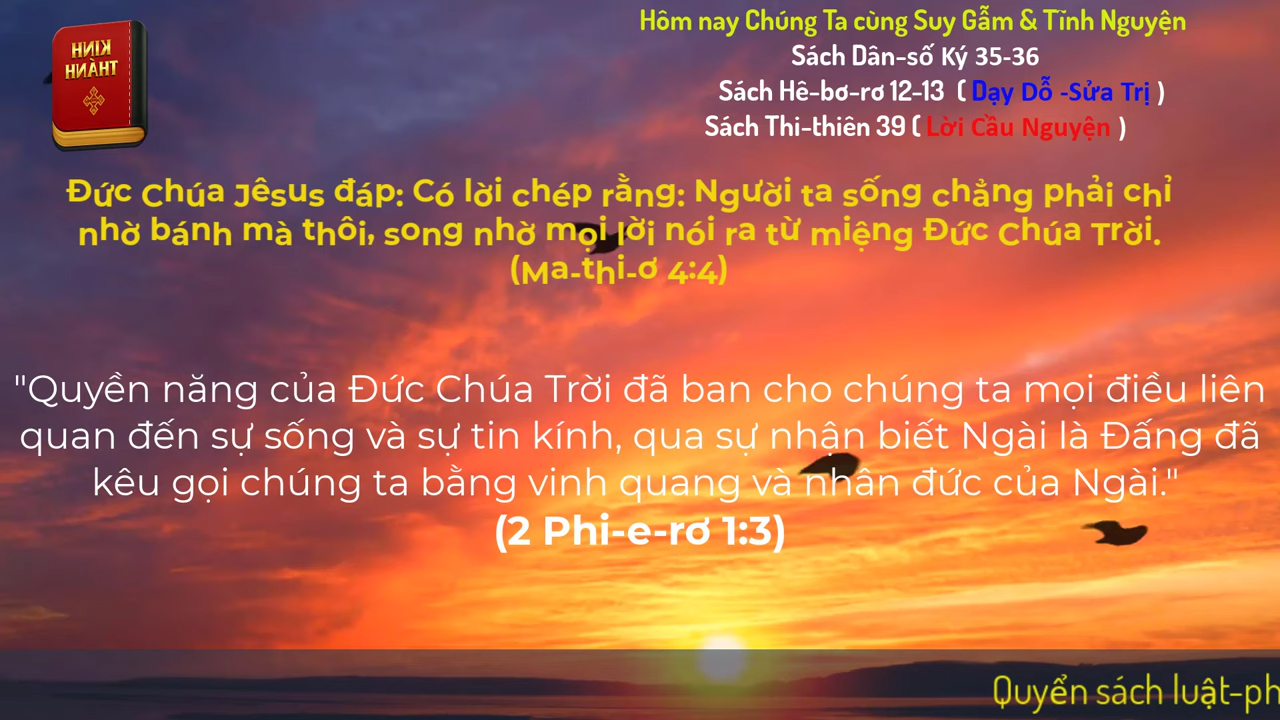 KINH
THÀNH
Hôm nay Chúng Ta cùng Suy Gẫm & Tĩnh Nguyện
Sách Dân-số Ký 35-36
Sách Hê-bơ-rơ 12-13 ( Dạy Dỗ -Sửa Trị )
Sách Thi-thiên 39 ( Lời Cầu Nguyện )
Đức Chúa Jêsus đáp: Có lời chép rằng: Người ta sống chẳng phải chỉ
nhờ bánh mà thôi, song nhờ mọi lời nói ra từ miệng Đức Chúa Trời.
(Ma-thi-ơ 4:4)
"Quyền năng của Đức Chúa Trời đã ban cho chúng ta mọi điều liên
quan đến sự sống và sự tin kính, qua sự nhận biết Ngài là Đấng đã
kêu gọi chúng ta bằng vinh quang và nhân đức của Ngài."
(2 Phi-e-rơ 1:3)
Quyển sách luật-ph